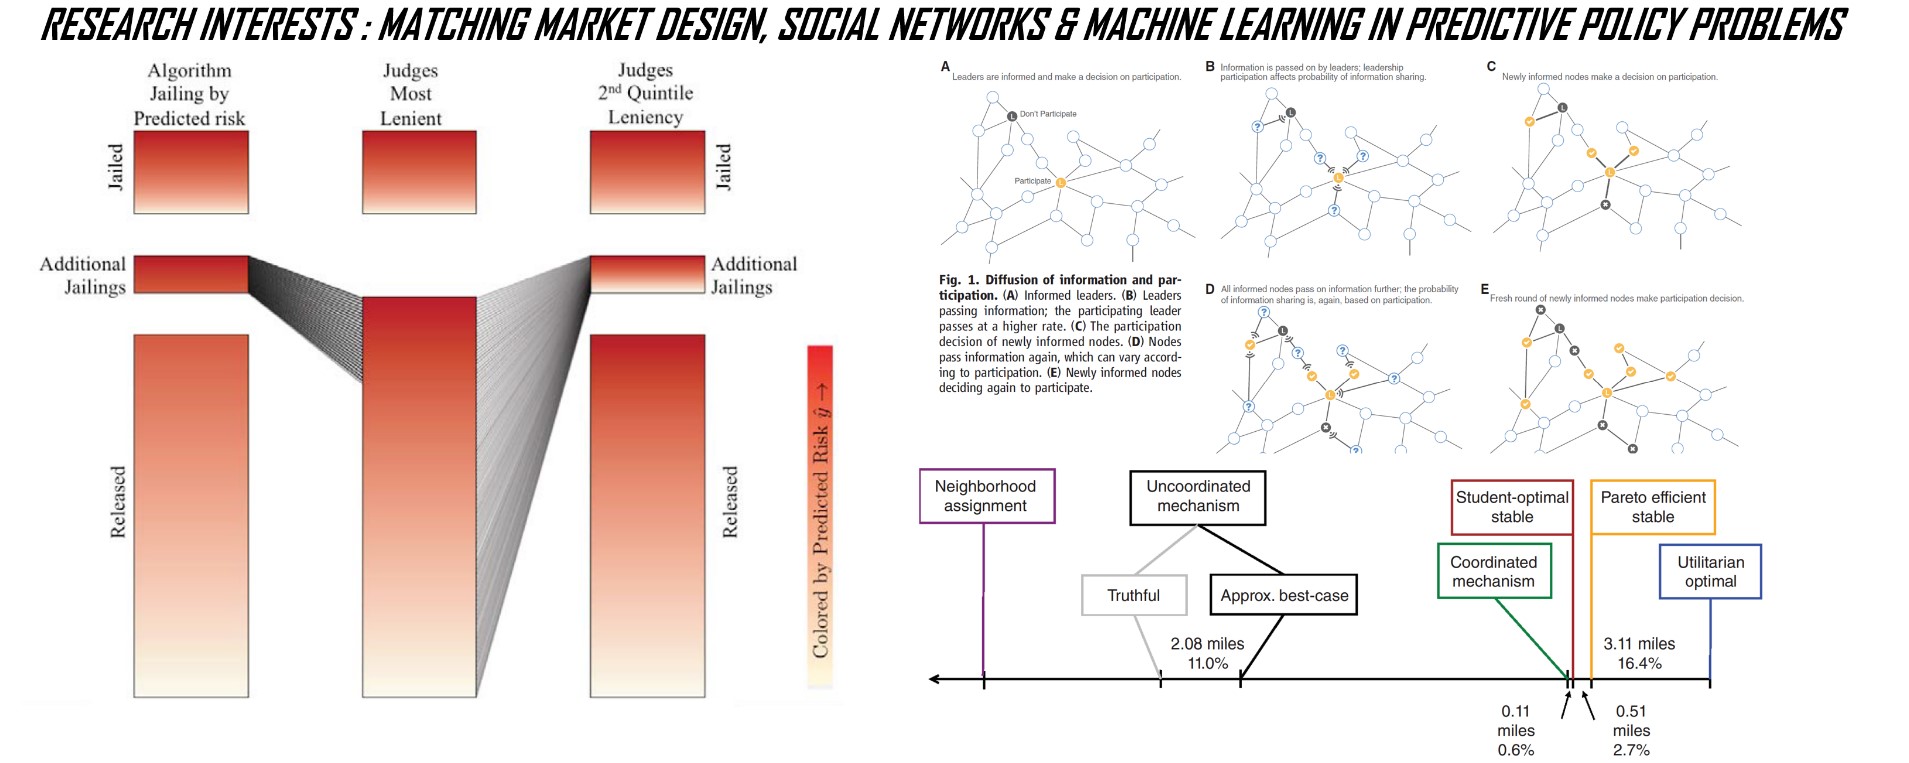 RESEARCH INTERESTS : MATCHING MARKET DESIGN, SOCIAL NETWORKS & MACHINE LEARNING IN PREDICTIVE POLICY PROBLEMS
Algorithm
Jailing by
Predicted risk
Judges
Most
Lenient
Judges
2nd Quintile
Leniency
Jailed
Jailed
Additional
Jailings
Additional
Jailings
Released
Released
Colored by Predicted Risk ŷ →
A
Leaders are informed and make a decision on participation.
Don't Participate
L
Participate
L
B
Information is passed on by leaders; leadership
participation affects probability of information sharing.
L
?
?
?
L
?
C
Newly informed nodes make a decision on participation.
L
L
Fig. 1. Diffusion of information and par-
ticipation. (A) Informed leaders. (B) Leaders
passing information; the participating leader
passes at a higher rate. (C) The participation
decision of newly informed nodes. (D) Nodes
pass information again, which can vary accord-
ing to participation. (E) Newly informed nodes
deciding again to participate.
D
All informed nodes pass on information further; the probability
of information sharing is, again, based on participation.
?
L
?
?
?
L
?
?
E
Fresh round of newly informed nodes make participation decision.
L
L
Neighborhood
assignment
Uncoordinated
mechanism
Truthful
Approx. best-case
Student-optimal
stable
Pareto efficient
stable
Coordinated
mechanism
Utilitarian
optimal
2.08 miles
11.0%
3.11 miles
16.4%
0.11
miles
0.6%
0.51
miles
2.7%